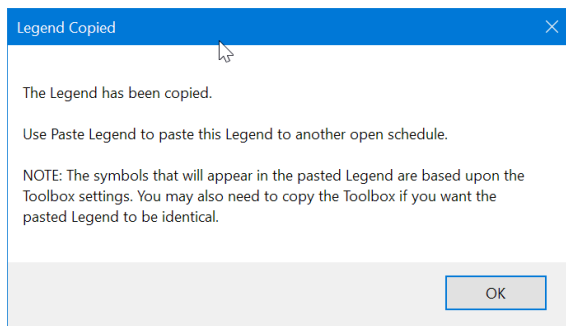 Legend Copied
The Legend has been copied.
Use Paste Legend to paste this Legend to another open schedule.
NOTE: The symbols that will appear in the pasted Legend are based upon the
Toolbox settings. You may also need to copy the Toolbox if you want the
pasted Legend to be identical.
OK